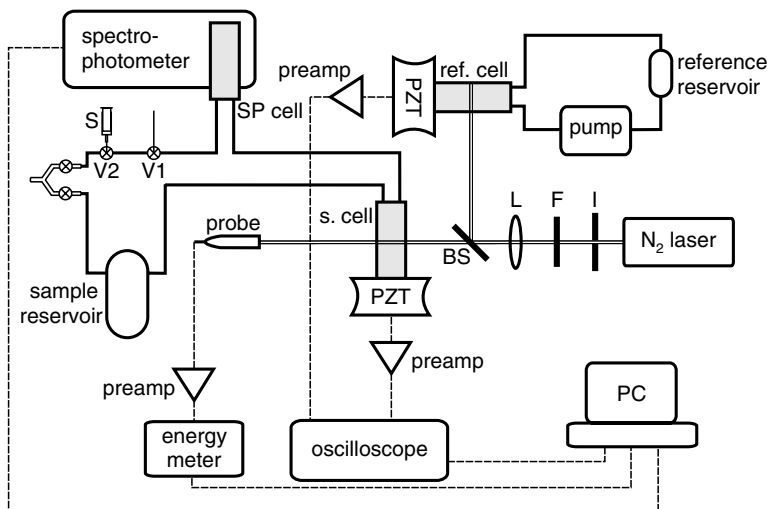 spectro-
photometer
SP cell
preamp
PZT
ref. cell
reference
reservoir
pump
S
V2
V1
s. cell
probe
L
F
I
BS
N₂ laser
sample
reservoir
PZT
preamp
preamp
PC
energy
meter
oscilloscope